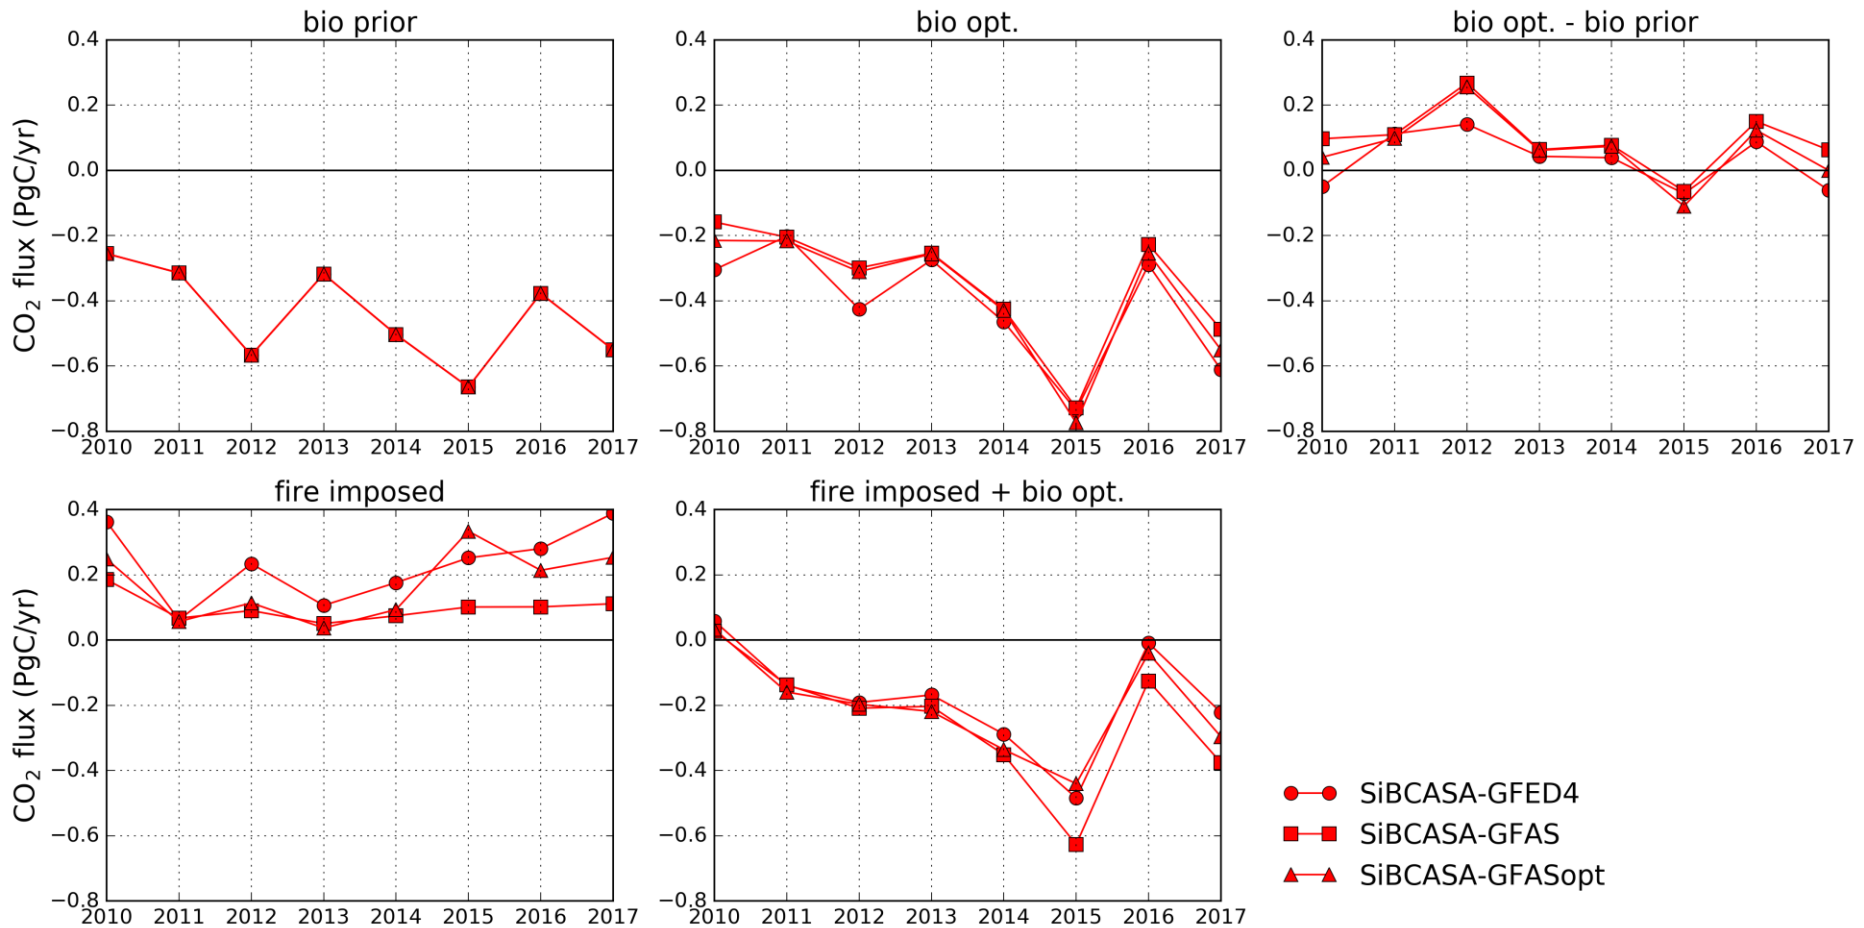 bio prior
bio opt.
bio opt. - bio prior
CO₂ flux (PgC/yr)
0.4
0.2
0.0
−0.2
−0.4
−0.6
−0.8
2010 2011 2012 2013 2014 2015 2016 2017
0.4
0.2
0.0
−0.2
−0.4
−0.6
−0.8
2010 2011 2012 2013 2014 2015 2016 2017
0.4
0.2
0.0
−0.2
−0.4
−0.6
−0.8
2010 2011 2012 2013 2014 2015 2016 2017
fire imposed
fire imposed + bio opt.
CO₂ flux (PgC/yr)
0.4
0.2
0.0
−0.2
−0.4
−0.6
−0.8
2010 2011 2012 2013 2014 2015 2016 2017
0.4
0.2
0.0
−0.2
−0.4
−0.6
−0.8
2010 2011 2012 2013 2014 2015 2016 2017
SiBCASA-GFED4
SiBCASA-GFAS
SiBCASA-GFASopt